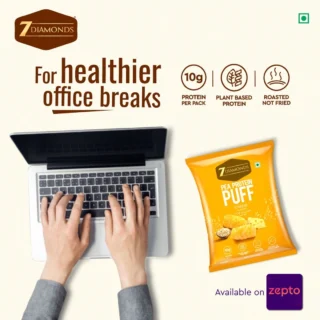 7
DIAMONDS
For healthier
office breaks
10g
PROTEIN
PER PACK
PLANT BASED
PROTEIN
ROASTED
NOT FRIED
7
DIAMONDS
PEA PROTEIN
PUFF
Available on zepto